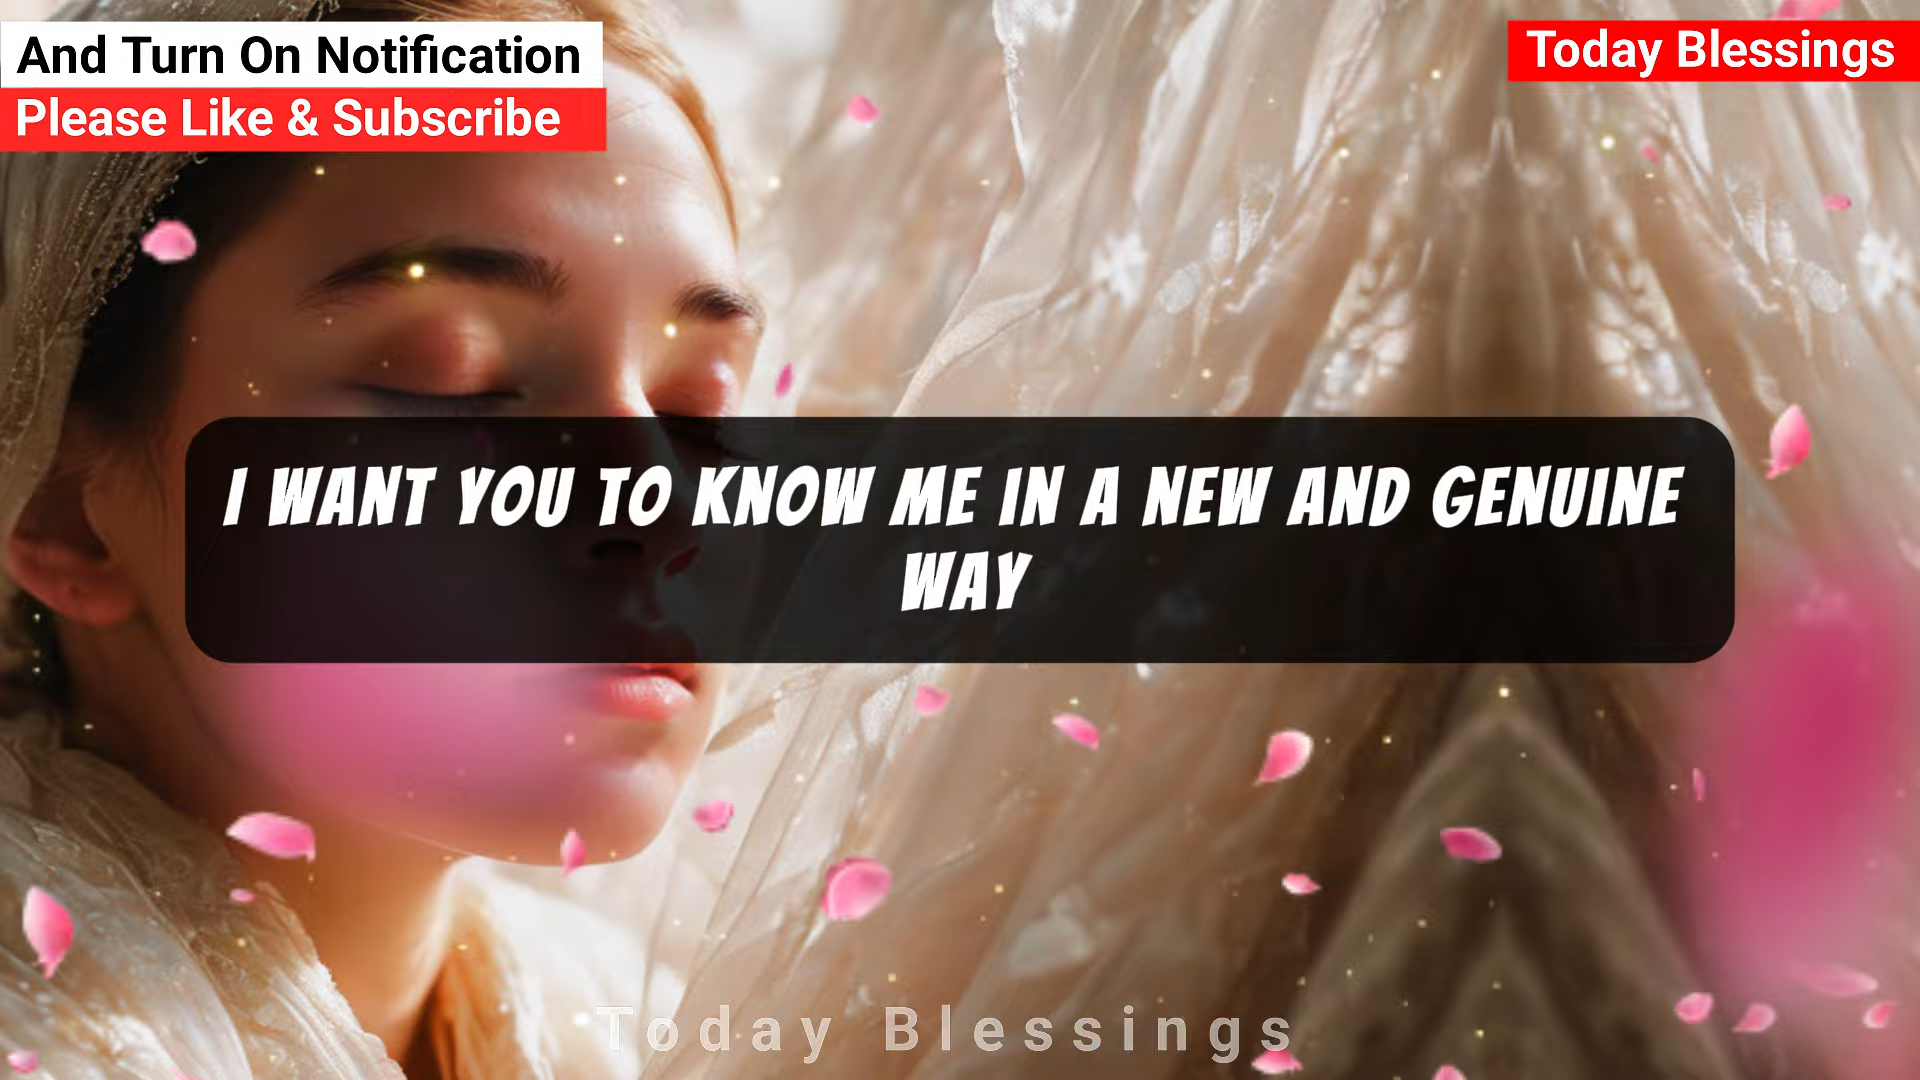 And Turn On Notification
Please Like & Subscribe
Today Blessings
I WANT YOU TO KNOW ME IN A NEW AND GENUINE
WAY
Today Blessings